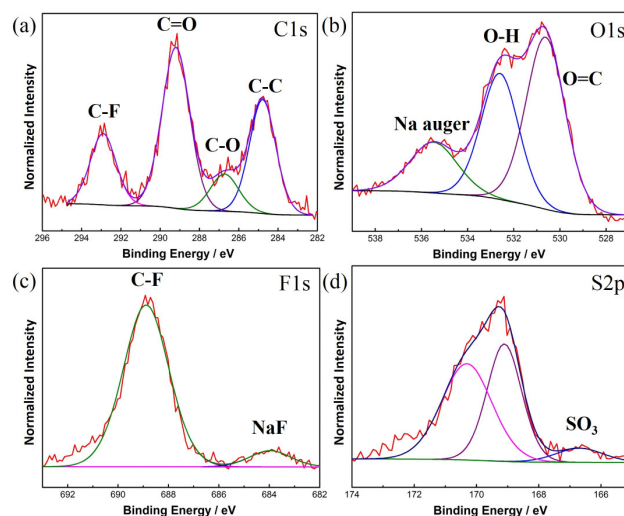 (a)
C1s
C=O
C-F
C-O
C-C
Normalized Intensity
296 294 292 290 288 286 284 282
Binding Energy / eV
(b)
O1s
O-H
O=C
Na auger
Normalized Intensity
538 536 534 532 530 528
Binding Energy / eV
(c)
F1s
C-F
NaF
Normalized Intensity
692 690 688 686 684 682
Binding Energy / eV
(d)
S2p
SO₃
Normalized Intensity
174 172 170 168 166
Binding Energy / eV